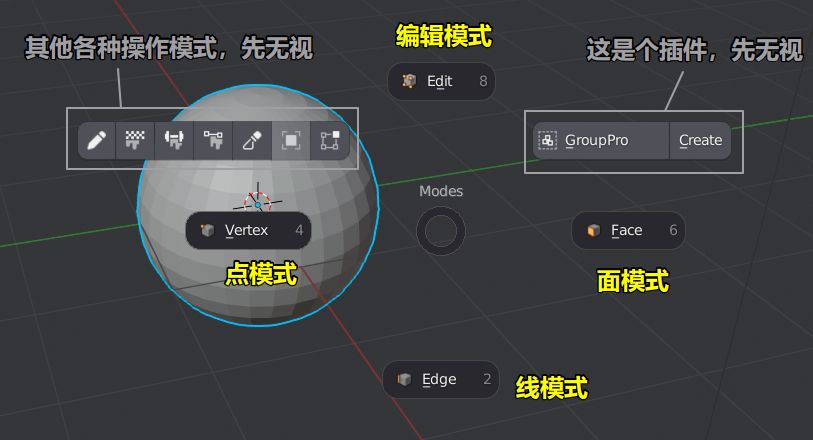 其他各种操作模式，先无视
编辑模式
这是个插件，先无视
Edit 8
GroupPro Create
Modes
Vertex 4
Face 6
点模式
面模式
Edge 2
线模式